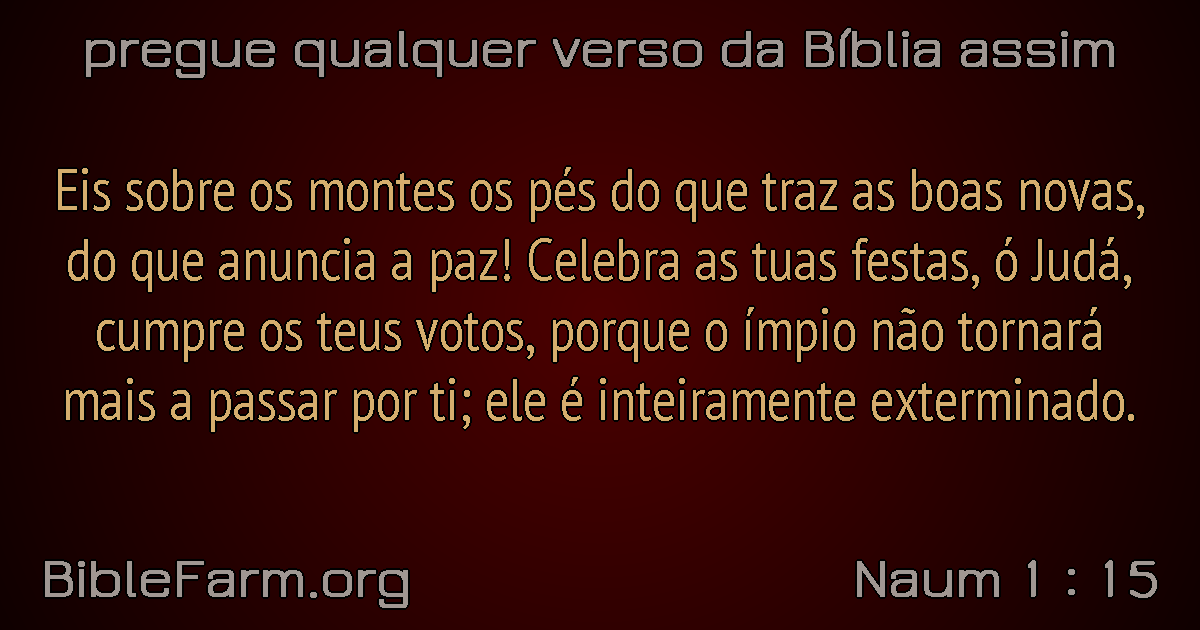 pregue qualquer verso da Bíblia assim
Eis sobre os montes os pés do que traz as boas novas,
do que anuncia a paz! Celebra as tuas festas, ó Judá,
cumpre os teus votos, porque o ímpio não tornará
mais a passar por ti; ele é inteiramente exterminado.
BibleFarm.org
Naum 1 : 15